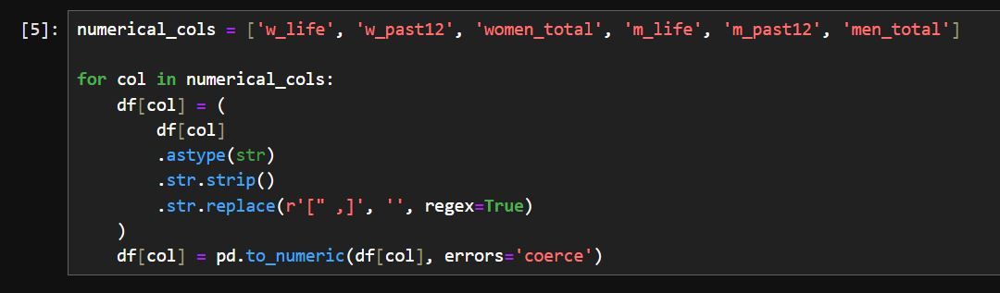 [5]: numerical_cols = ['w_life', 'w_past12', 'women_total', 'm_life', 'm_past12', 'men_total']
for col in numerical_cols:
    df[col] = (
        df[col]
        .astype(str)
        .str.strip()
        .str.replace(r'[" ,]', '', regex=True)
    )
    df[col] = pd.to_numeric(df[col], errors='coerce')